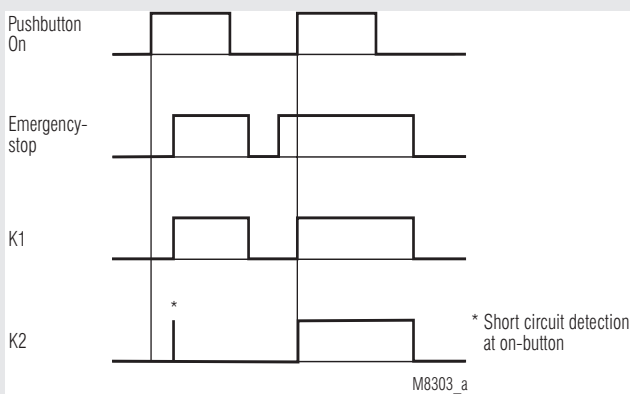 Pushbutton
On
Emergency-
stop
K1
*
K2
* Short circuit detection
at on-button
M8303_a